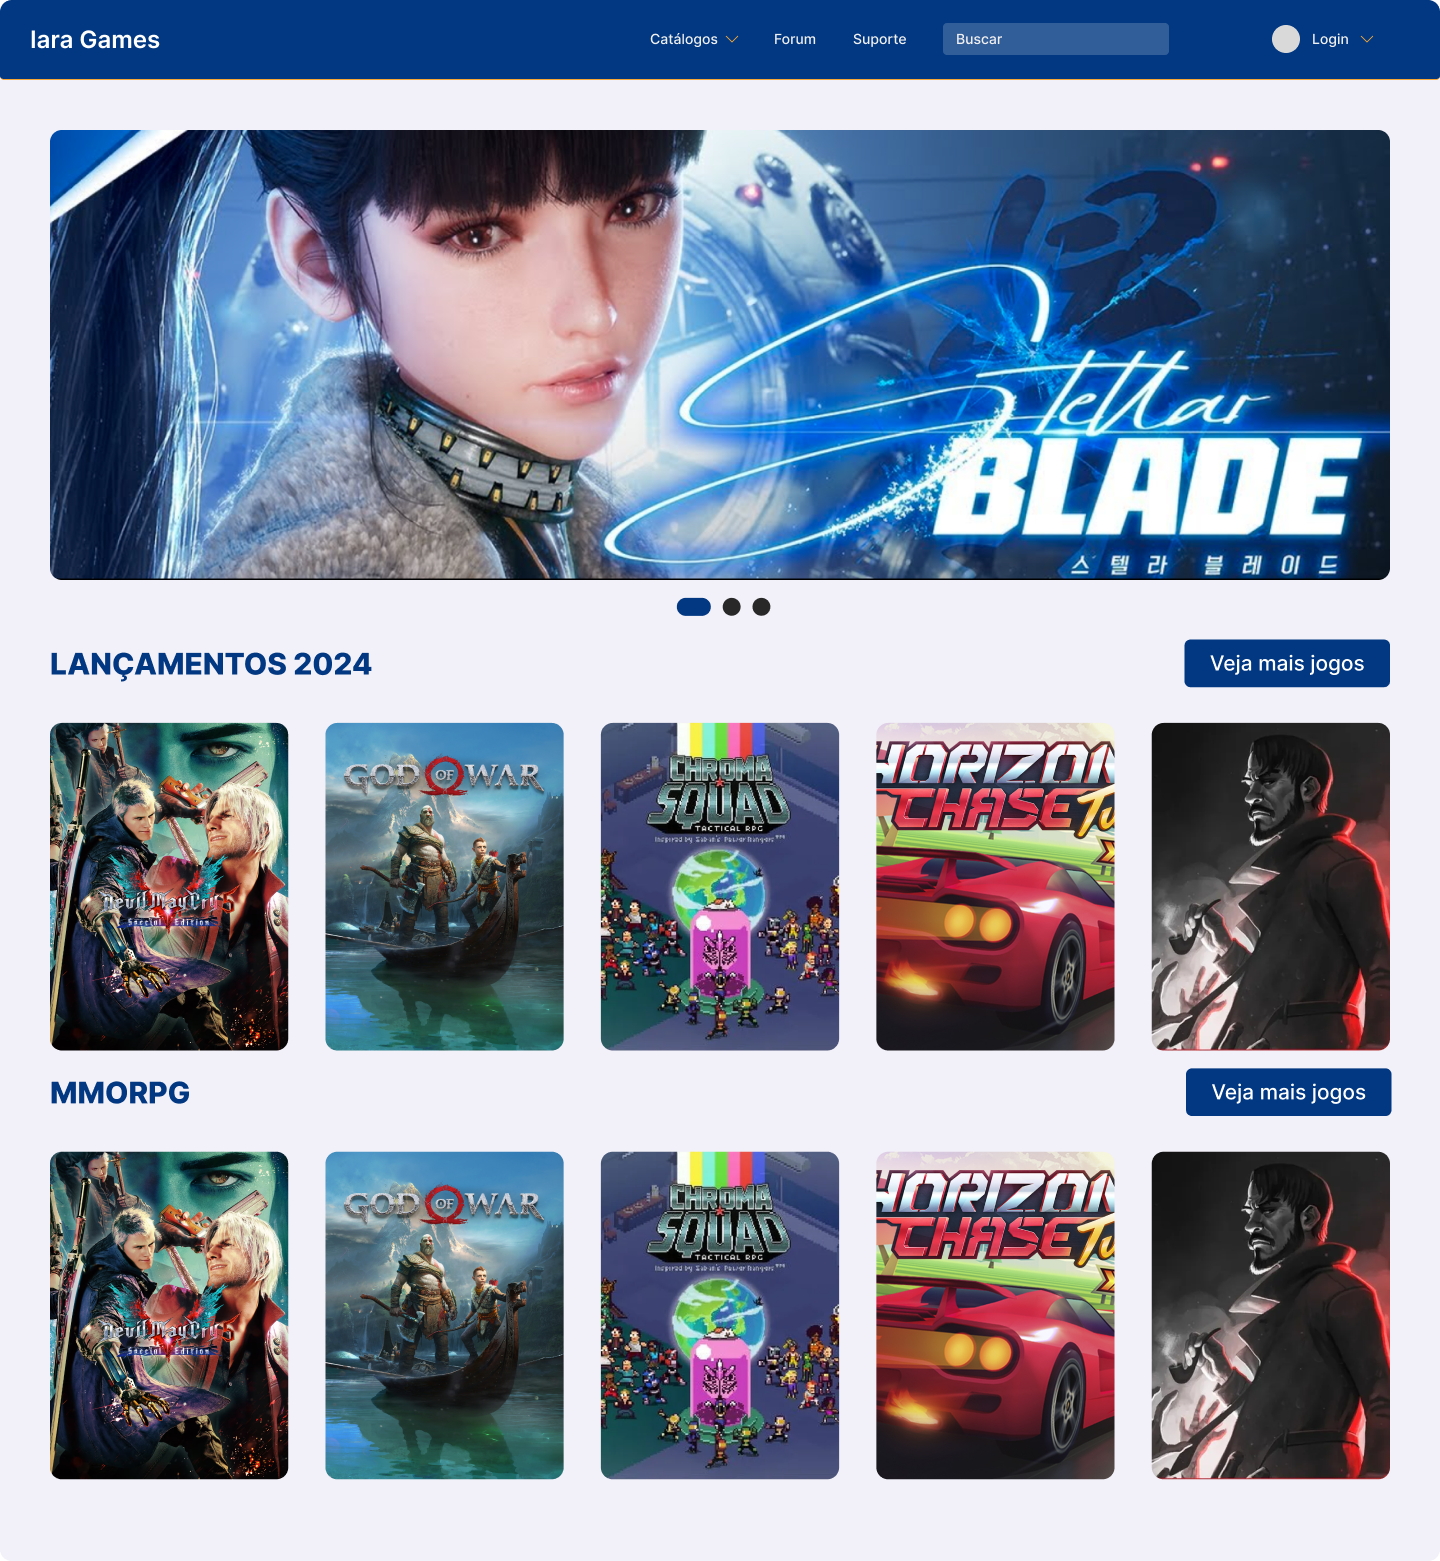 Iara Games
Catálogos
Forum
Suporte
Buscar
Login
Stellar
BLADE
스텔라 블레이드
LANÇAMENTOS 2024
Veja mais jogos
Devil May Cry 5
Special Edition
GOD OF WAR
CHROMA
SQUAD
TACTICAL RPG
Inspired by Saban's Power Rangers
HORIZON
CHASE Tu
MMORPG
Veja mais jogos
Devil May Cry 5
Special Edition
GOD OF WAR
CHROMA
SQUAD
TACTICAL RPG
Inspired by Saban's Power Rangers
HORIZON
CHASE Tu